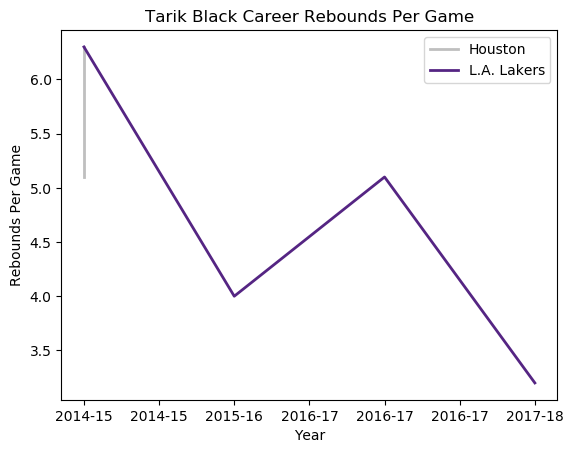 Tarik Black Career Rebounds Per Game
Houston
L.A. Lakers
6.0
5.5
5.0
4.5
4.0
3.5
Rebounds Per Game
2014-15 2014-15 2015-16 2016-17 2016-17 2016-17 2017-18
Year